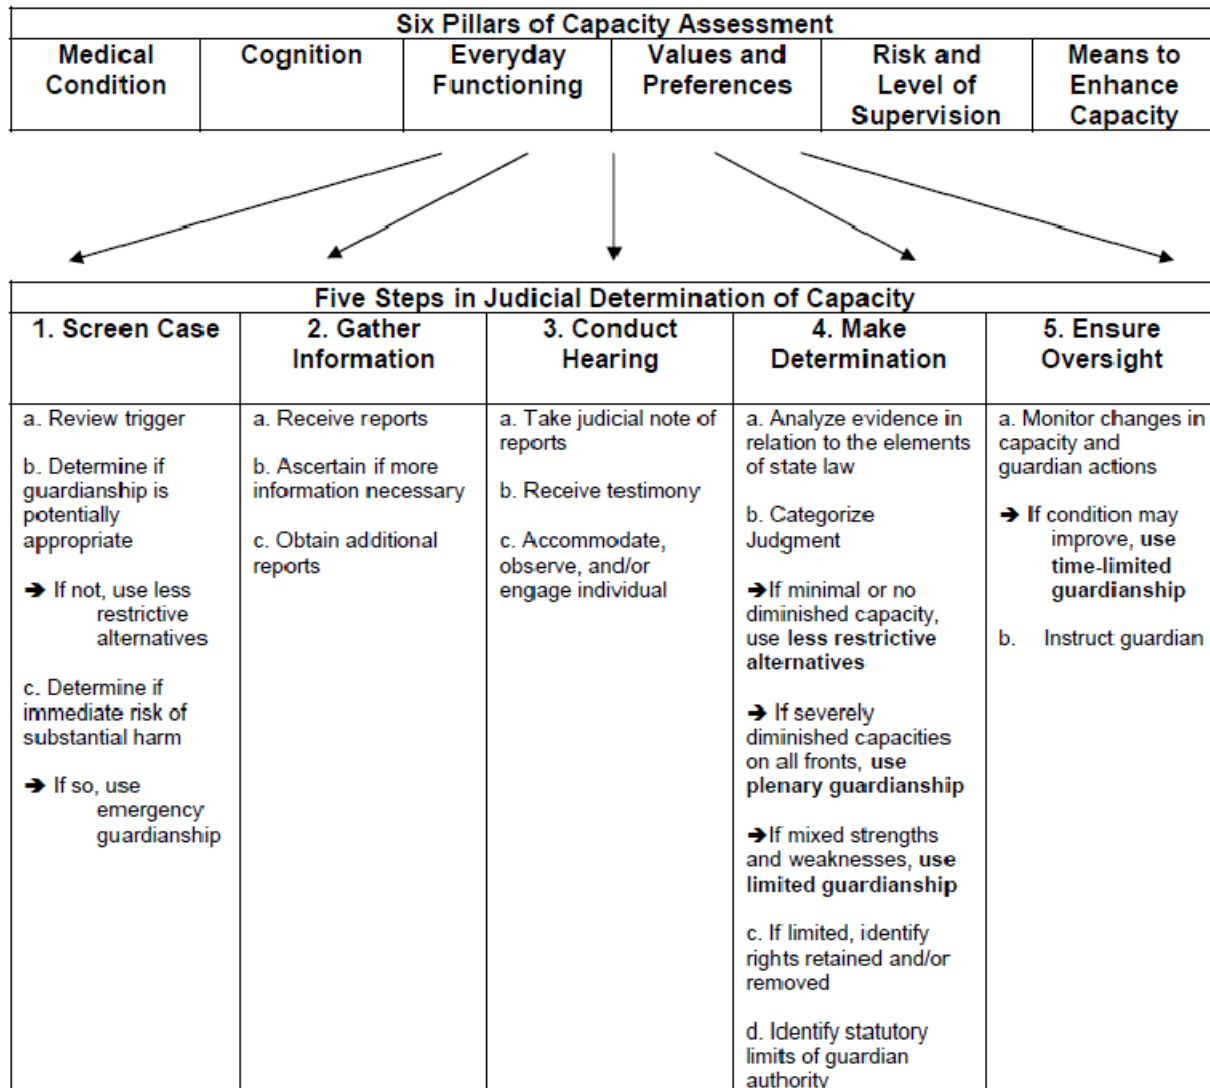 Six Pillars of Capacity Assessment
Medical
Condition
Cognition
Everyday
Functioning
Values and
Preferences
Risk and
Level of
Supervision
Means to
Enhance
Capacity
Five Steps in Judicial Determination of Capacity
1. Screen Case
2. Gather
Information
3. Conduct
Hearing
4. Make
Determination
5. Ensure
Oversight
a. Review trigger
b. Determine if
guardianship is
potentially
appropriate
➔ If not, use less
restrictive
alternatives
c. Determine if
immediate risk of
substantial harm
➔ If so, use
emergency
guardianship
a. Receive reports
b. Ascertain if more
information necessary
c. Obtain additional
reports
a. Take judicial note of
reports
b. Receive testimony
c. Accommodate,
observe, and/or
engage individual
a. Analyze evidence in
relation to the elements
of state law
b. Categorize
Judgment
➔If minimal or no
diminished capacity,
use less restrictive
alternatives
➔ If severely
diminished capacities
on all fronts, use
plenary guardianship
➔If mixed strengths
and weaknesses, use
limited guardianship
c. If limited, identify
rights retained and/or
removed
d. Identify statutory
limits of guardian
authority
a. Monitor changes in
capacity and
guardian actions
➔ If condition may
improve, use
time-limited
guardianship
b. Instruct guardian